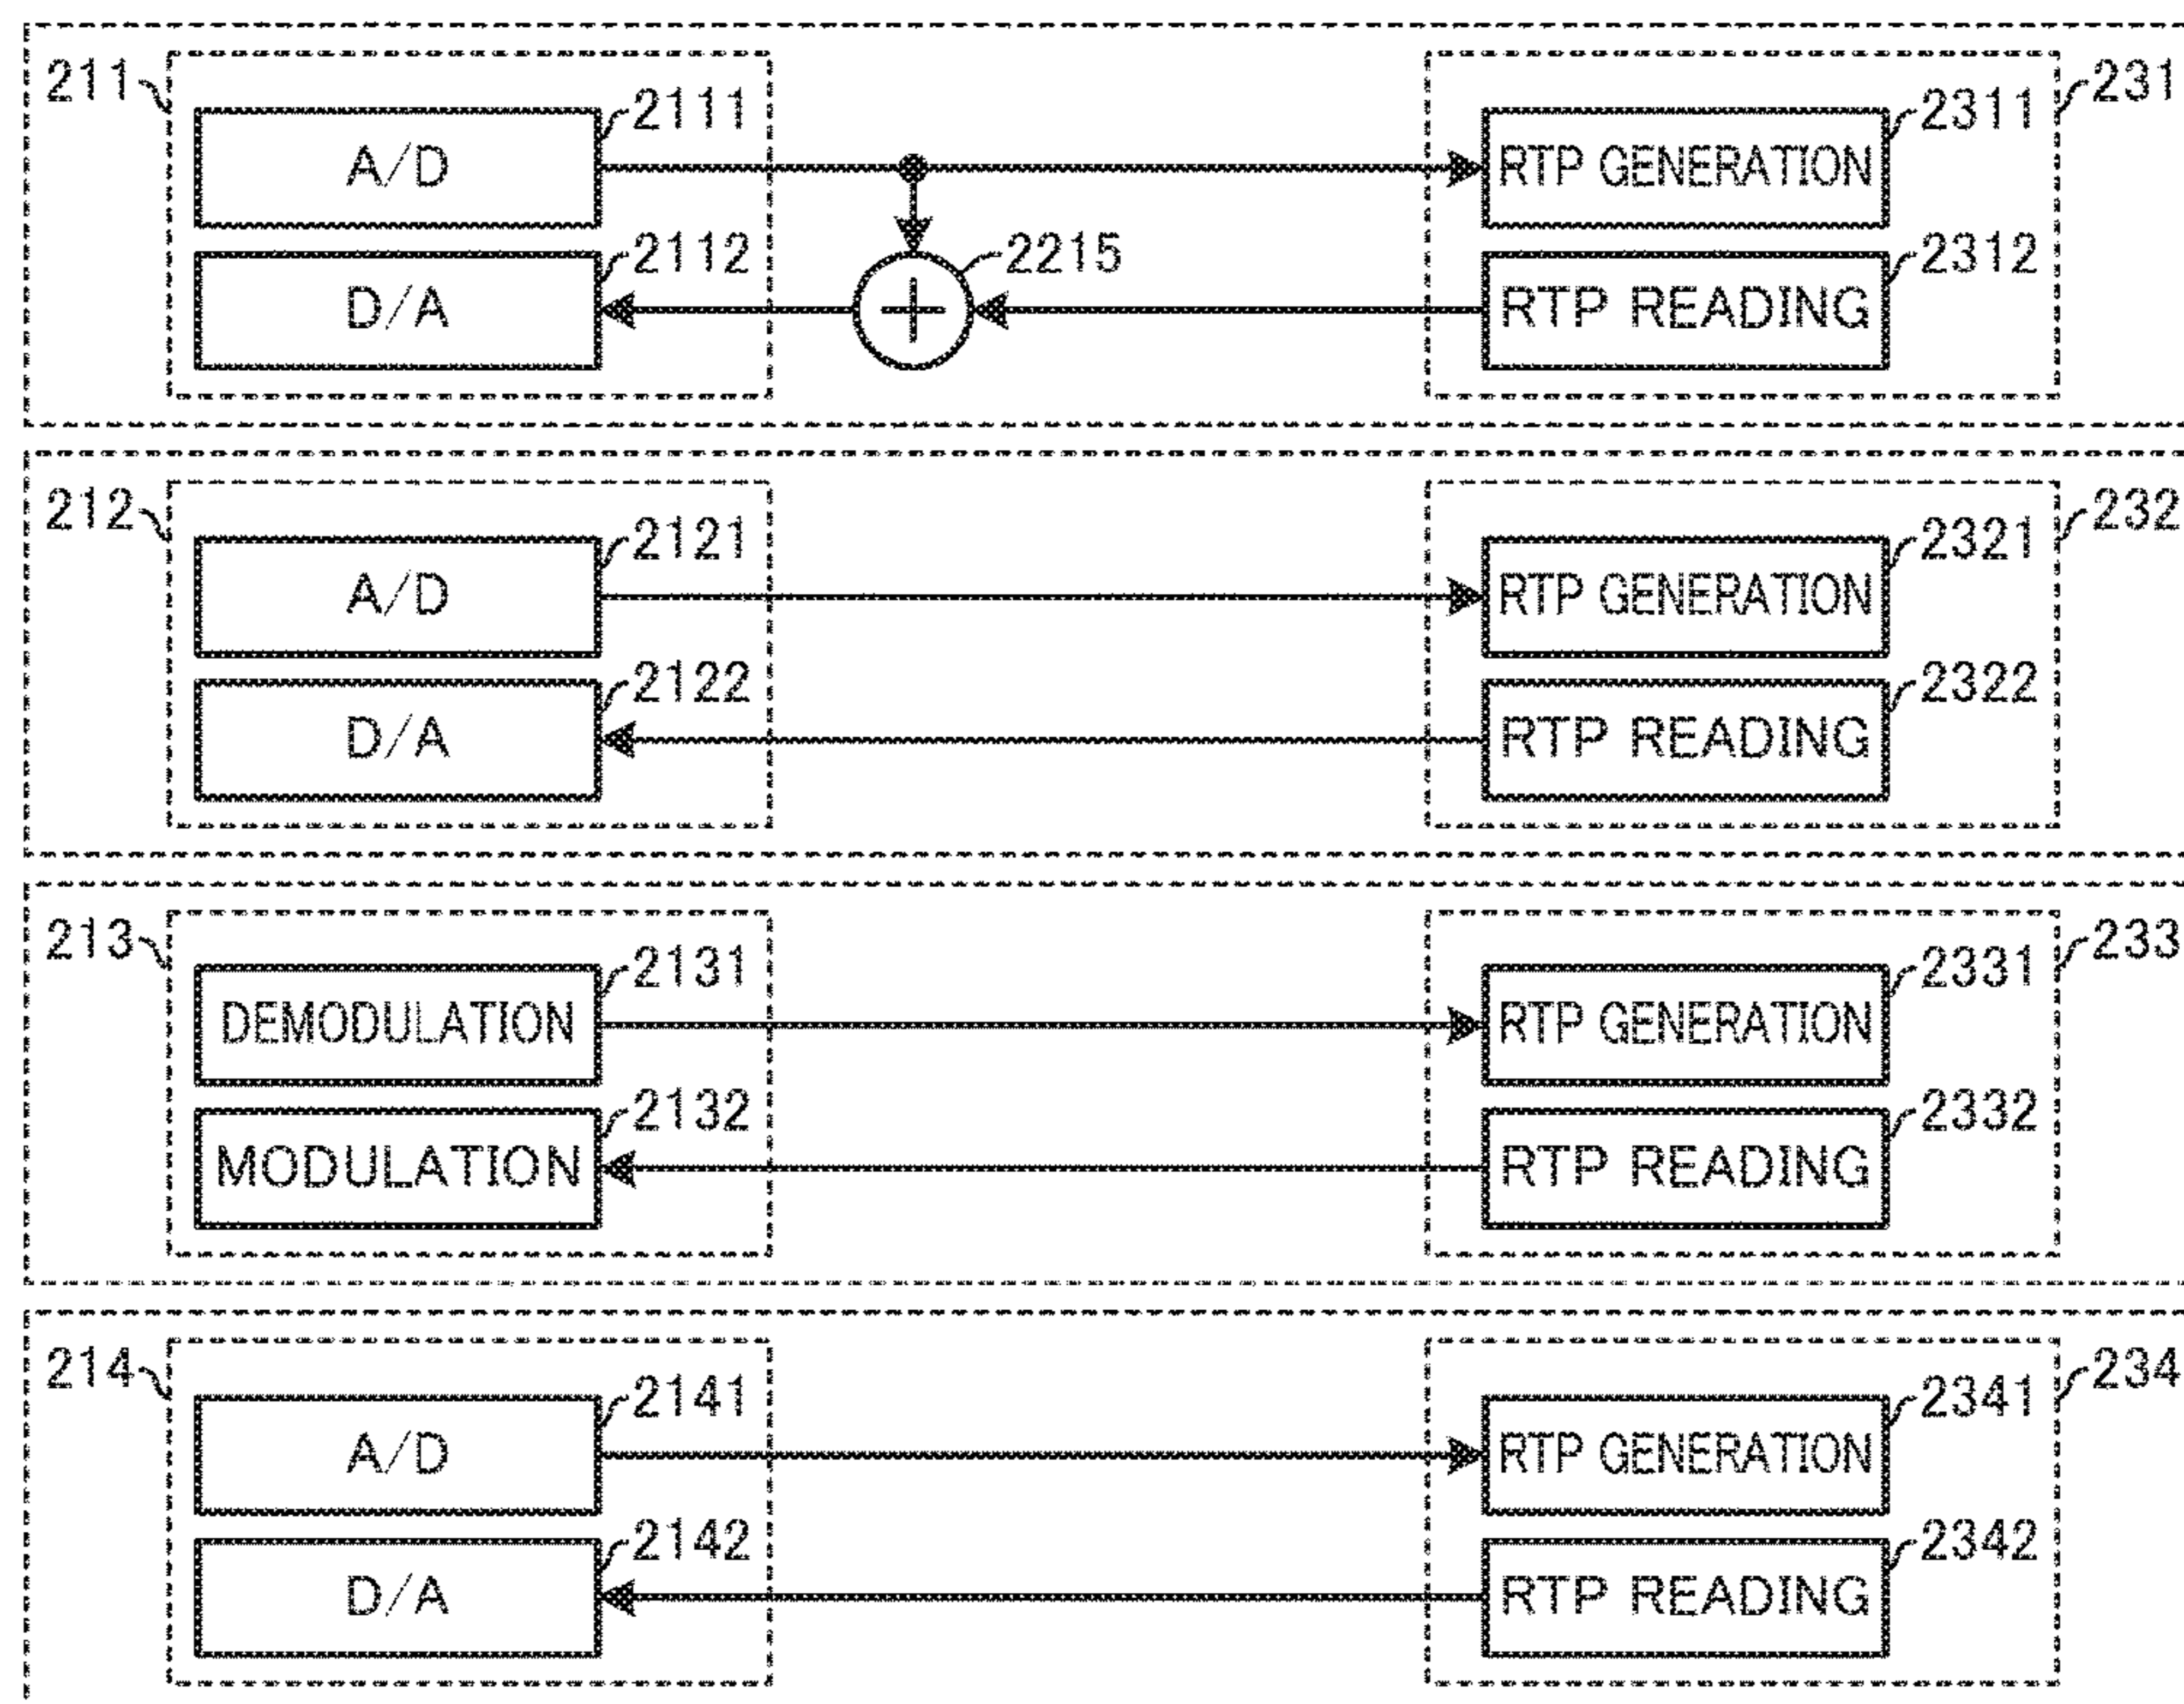 211
2111
A/D
2112
D/A
2215
231
2311
RTP GENERATION
2312
RTP READING
212
2121
A/D
2122
D/A
232
2321
RTP GENERATION
2322
RTP READING
213
2131
DEMODULATION
2132
MODULATION
233
2331
RTP GENERATION
2332
RTP READING
214
2141
A/D
2142
D/A
234
2341
RTP GENERATION
2342
RTP READING